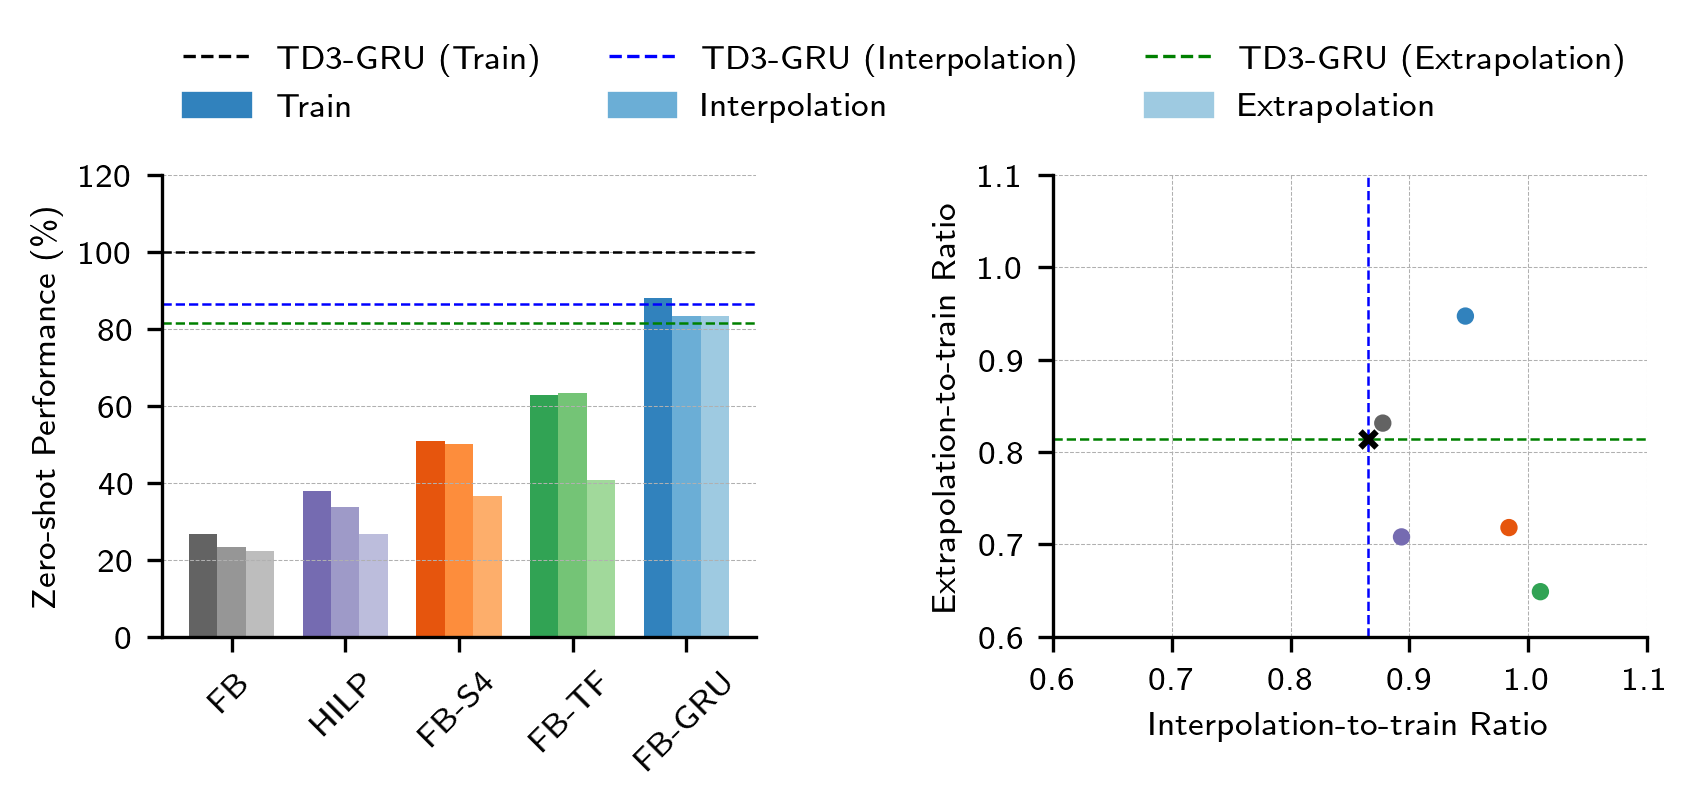 TD3-GRU (Train)
TD3-GRU (Interpolation)
TD3-GRU (Extrapolation)
Train
Interpolation
Extrapolation
Zero-shot Performance (%)
120
100
80
60
40
20
0
FB
HILP
FB-S4
FB-TF
FB-GRU
Extrapolation-to-train Ratio
1.1
1.0
0.9
0.8
0.7
0.6
0.6
0.7
0.8
0.9
1.0
1.1
Interpolation-to-train Ratio